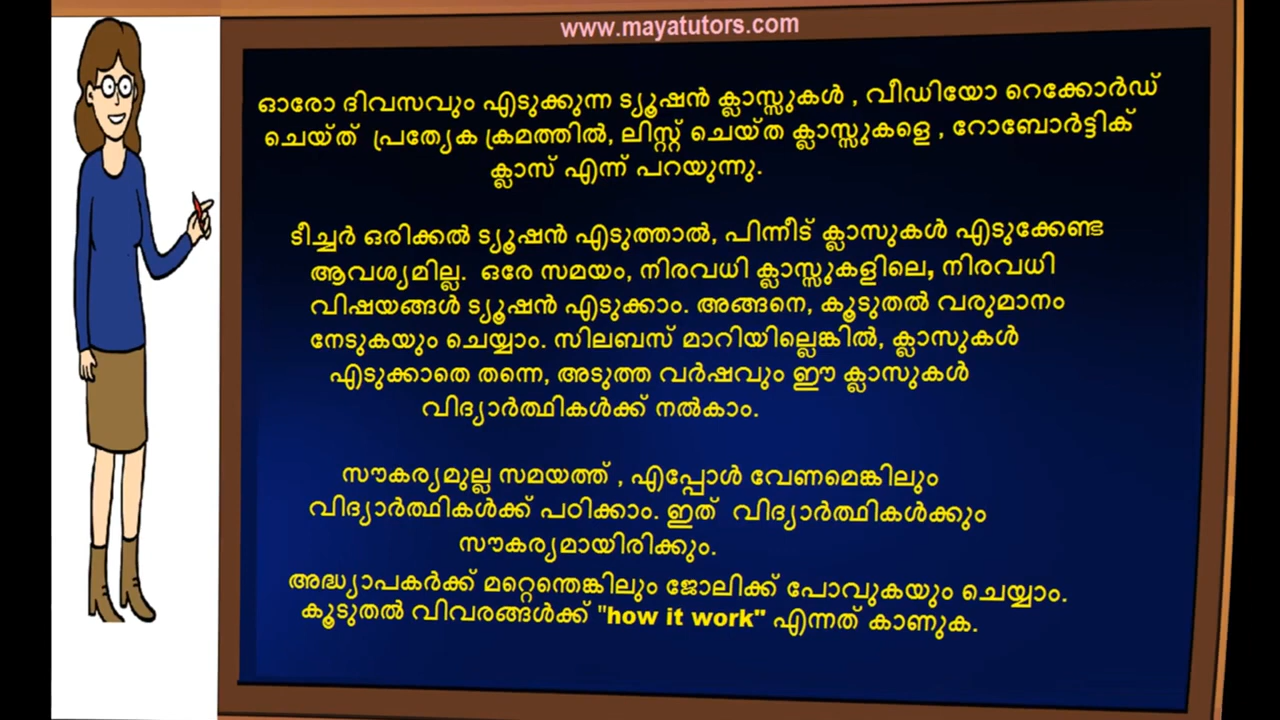 www.mayatutors.com
ഓരോ ദിവസവും എടുക്കുന്ന ട്യൂഷൻ ക്ലാസ്സുകൾ , വീഡിയോ റെക്കോർഡ്
ചെയ്ത് പ്രത്യേക ക്രമത്തിൽ, ലിസ്റ്റ് ചെയ്ത ക്ലാസ്സുകളെ , റോബോർട്ടിക്
ക്ലാസ് എന്ന് പറയുന്നു.
ടീച്ചർ ഒരിക്കൽ ട്യൂഷൻ എടുത്താൽ, പിന്നീട് ക്ലാസുകൾ എടുക്കേണ്ട
ആവശ്യമില്ല. ഒരേ സമയം, നിരവധി ക്ലാസ്സുകളിലെ, നിരവധി
വിഷയങ്ങൾ ട്യൂഷൻ എടുക്കാം. അങ്ങനെ, കൂടുതൽ വരുമാനം
നേടുകയും ചെയ്യാം. സിലബസ് മാറിയില്ലെങ്കിൽ, ക്ലാസുകൾ
എടുക്കാതെ തന്നെ, അടുത്ത വർഷവും ഈ ക്ലാസുകൾ
വിദ്യാർത്ഥികൾക്ക് നൽകാം.
സൗകര്യമുല്ല സമയത്ത് , എപ്പോൾ വേണമെങ്കിലും
വിദ്യാർത്ഥികൾക്ക് പഠിക്കാം. ഇത് വിദ്യാർത്ഥികൾക്കും
സൗകര്യമായിരിക്കും.
അദ്ധ്യാപകർക്ക് മറ്റെന്തെങ്കിലും ജോലിക്ക് പോവുകയും ചെയ്യാം.
കൂടുതൽ വിവരങ്ങൾക്ക് "how it work" എന്നത് കാണുക.